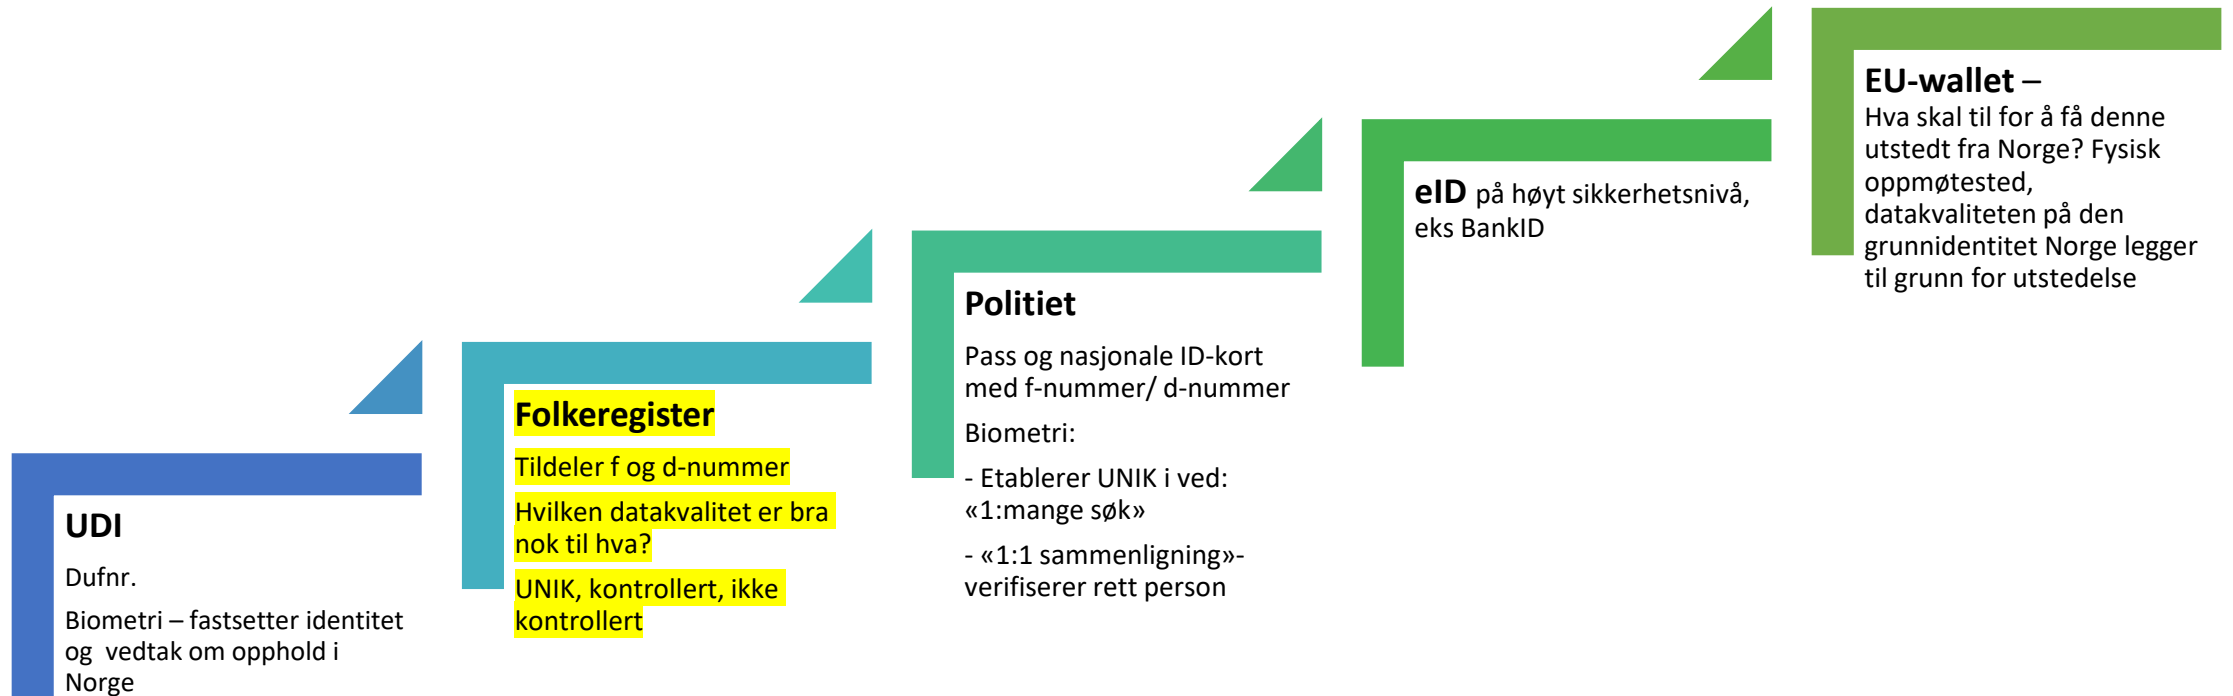 UDI
Dufnr.
Biometri – fastsetter identitet
og  vedtak om opphold i
Norge
Folkeregister
Tildeler f og d-nummer
Hvilken datakvalitet er bra
nok til hva?
UNIK, kontrollert, ikke
kontrollert
Politiet
Pass og nasjonale ID-kort
med f-nummer/ d-nummer
Biometri:
- Etablerer UNIK i ved:
«1:mange søk»
- «1:1 sammenligning»-
verifiserer rett person
eID på høyt sikkerhetsnivå,
eks BankID
EU-wallet –
Hva skal til for å få denne
utstedt fra Norge? Fysisk
oppmøtested,
datakvaliteten på den
grunnidentitet Norge legger
til grunn for utstedelse